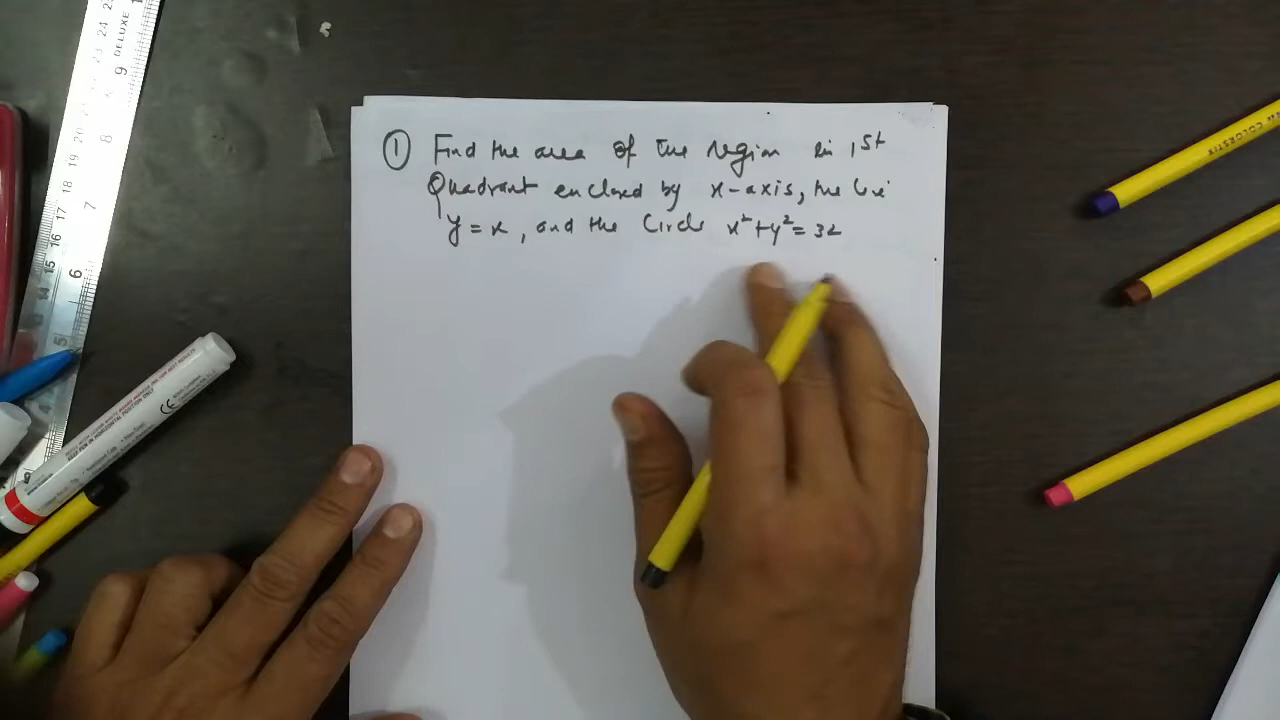 ① Find the area of the region in 1st
Quadrant enclosed by x-axis, the line
y = x, and the Circle x²+y²=32
DELUXE